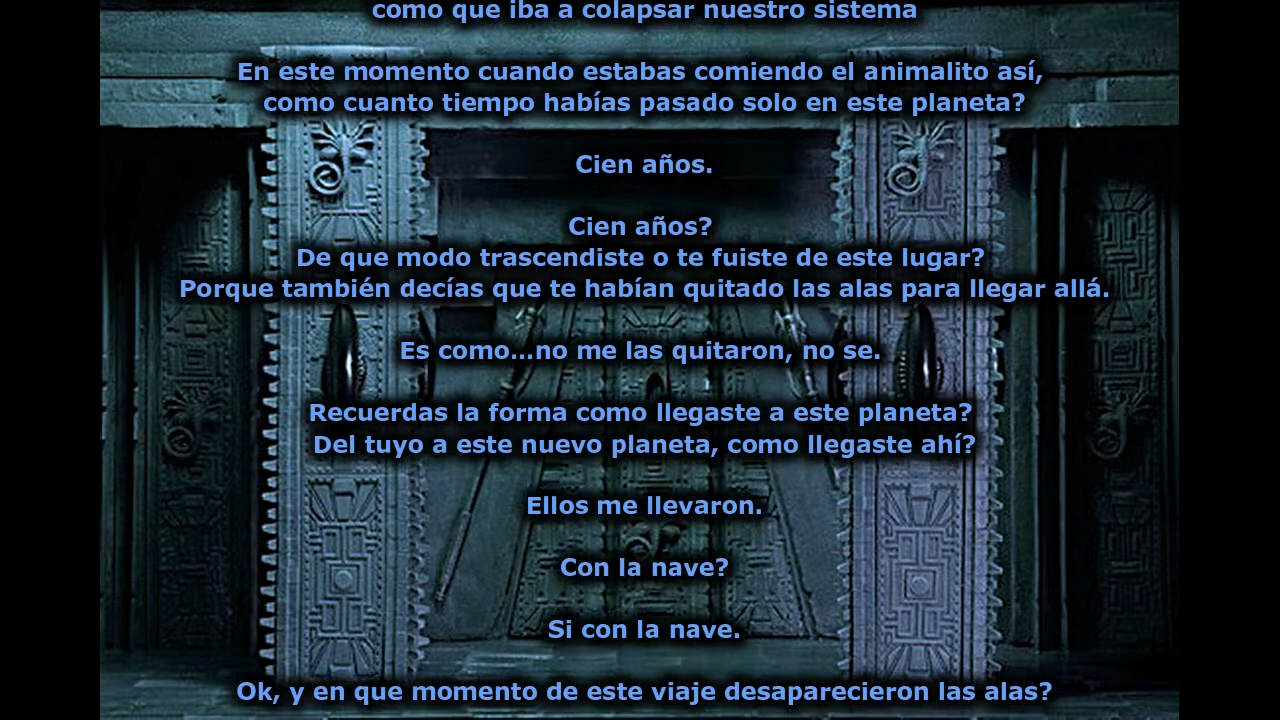 como que iba a colapsar nuestro sistema
En este momento cuando estabas comiendo el animalito así,
como cuanto tiempo habías pasado solo en este planeta?
Cien años.
Cien años?
De que modo trascendiste o te fuiste de este lugar?
Porque también decías que te habían quitado las alas para llegar allá.
Es como...no me las quitaron, no se.
Recuerdas la forma como llegaste a este planeta?
Del tuyo a este nuevo planeta, como llegaste ahí?
Ellos me llevaron.
Con la nave?
Si con la nave.
Ok, y en que momento de este viaje desaparecieron las alas?